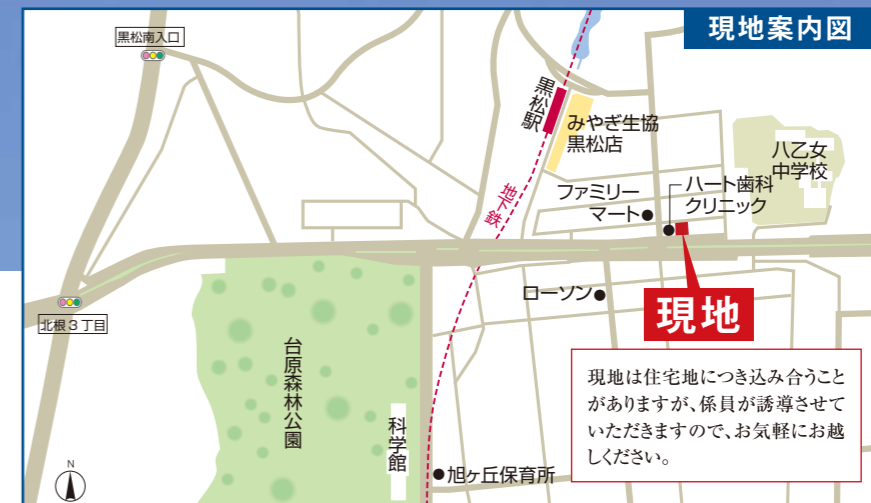 現地案内図
黒松南入口
黒松駅
みやぎ生協
黒松店
八乙女
中学校
ファミリー
マート
ハート歯科
クリニック
地下鉄
ローソン
北根3丁目
現地
台原森林公園
現地は住宅地につき込み合うこと
がありますが、係員が誘導させて
いただきますので、お気軽にお越
しください。
科学館
旭ヶ丘保育所
N